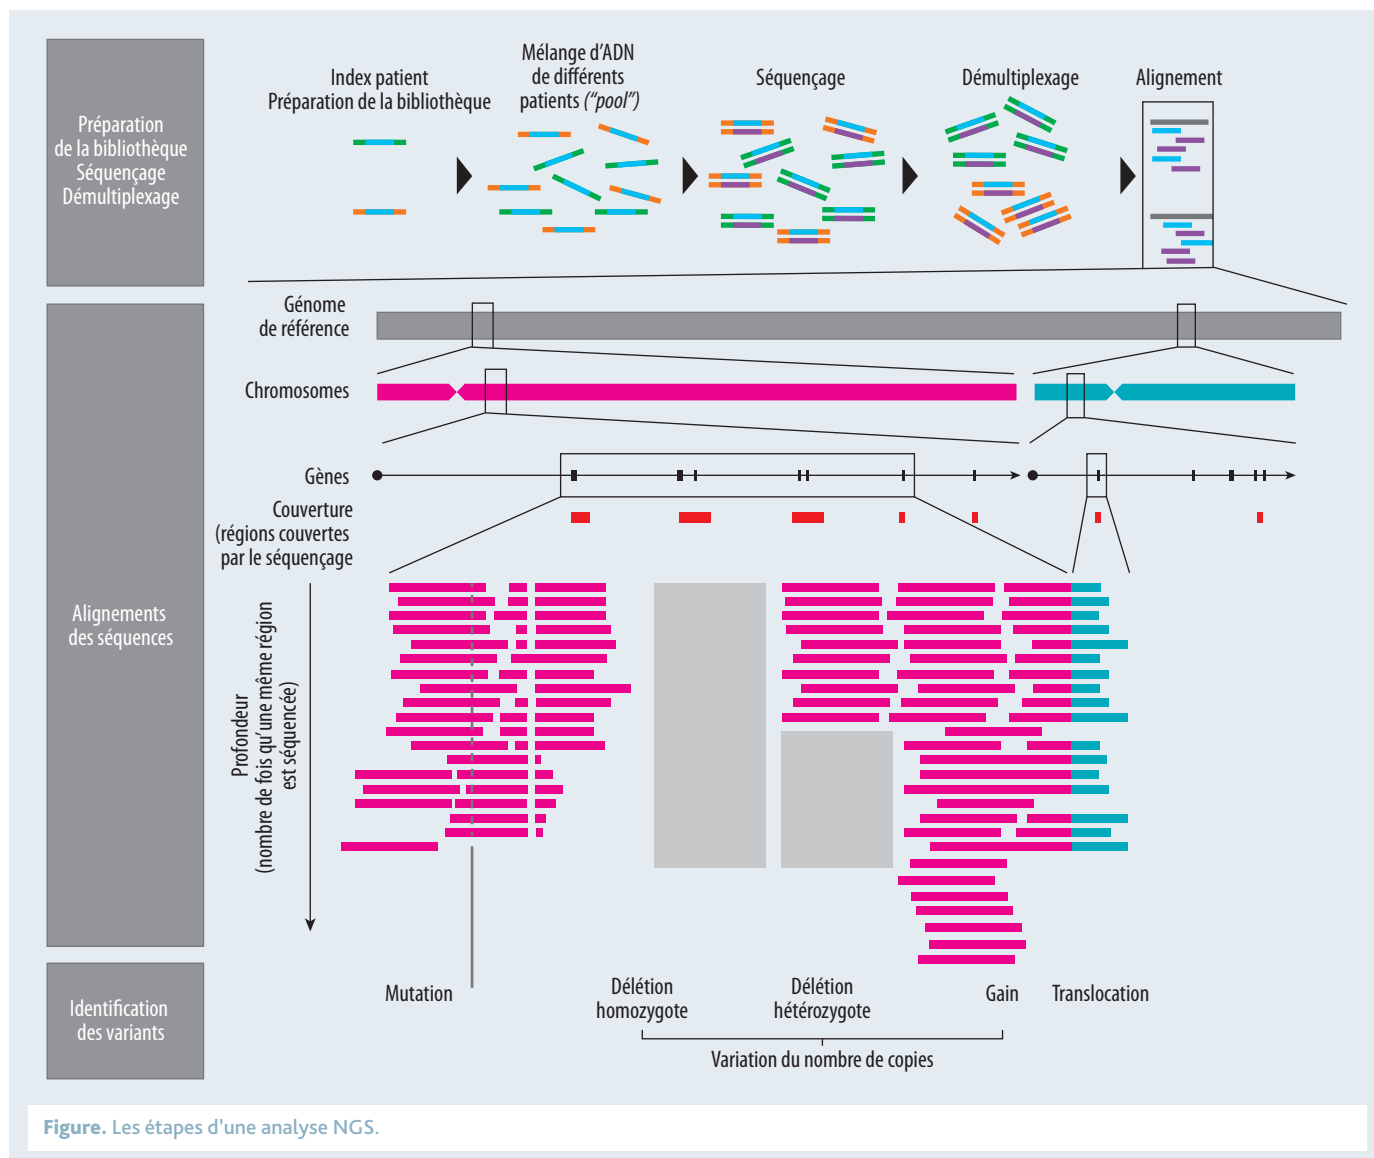 Préparation
de la bibliothèque
Séquençage
Démultiplexage
Index patient
Préparation de la bibliothèque
Mélange d'ADN
de différents
patients ("pool")
Séquençage
Démultiplexage
Alignement
Alignements
des séquences
Génome
de référence
Chromosomes
Gènes
Couverture
(régions couvertes
par le séquençage
Profondeur
(nombre de fois qu'une même région
est séquencée)
Identification
des variants
Mutation
Délétion
homozygote
Délétion
hétérozygote
Gain
Translocation
Variation du nombre de copies
Figure. Les étapes d'une analyse NGS.